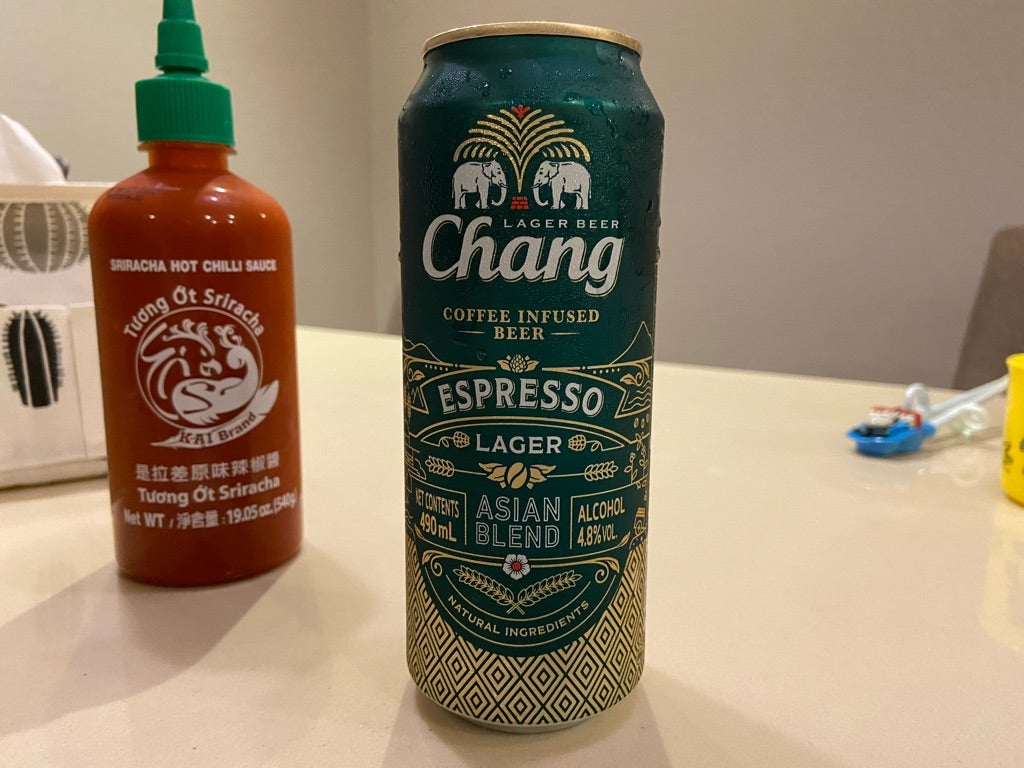 SRIRACHA HOT CHILLI SAUCE
Tương Ớt Sriracha
K-AI Brand
是拉差原味辣椒醬
Tương Ớt Sriracha
Net WT / 淨含量 : 19.05 oz. (540g)
LAGER BEER
Chang
COFFEE INFUSED
BEER
ESPRESSO
LAGER
NET CONTENTS
490 mL
ASIAN
BLEND
ALCOHOL
4.8% VOL.
NATURAL INGREDIENTS